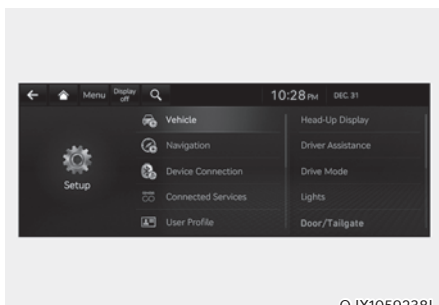 Menu Display off 10:28 PM DEC. 31
Vehicle
Navigation
Device Connection
Connected Services
User Profile
Setup
Head-Up Display
Driver Assistance
Drive Mode
Lights
Door/Tailgate